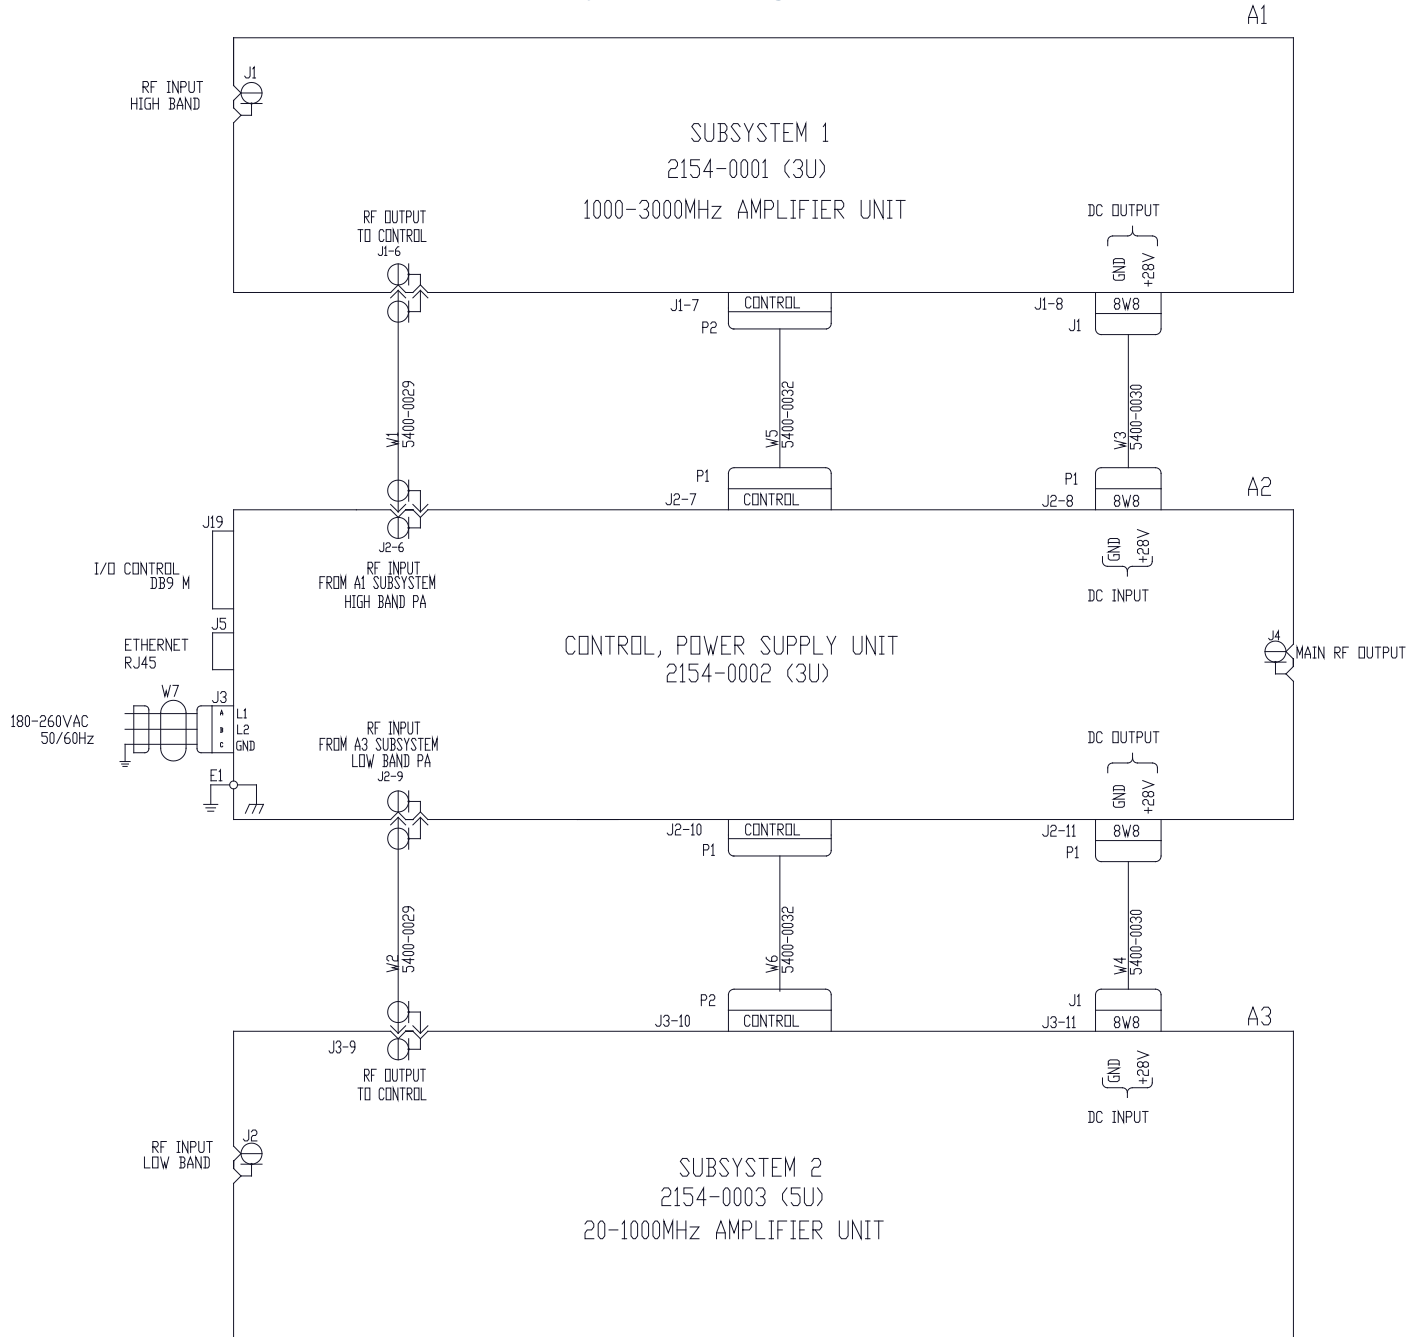 A1
J1
RF INPUT
HIGH BAND
SUBSYSTEM 1
2154-0001 (3U)
1000-3000MHz AMPLIFIER UNIT
RF OUTPUT
TO CONTROL
J1-6
DC OUTPUT
GND
+28V
J1-7
CONTROL
P2
J1-8
8W8
J1
W1
5400-0029
W5
5400-0032
W3
5400-0030
P1
J2-7
CONTROL
P1
J2-8
8W8
A2
J19
I/O CONTROL
DB9 M
J2-6
RF INPUT
FROM A1 SUBSYSTEM
HIGH BAND PA
GND
+28V
DC INPUT
J5
ETHERNET
RJ45
CONTROL, POWER SUPPLY UNIT
2154-0002 (3U)
J4
MAIN RF OUTPUT
W7
J3
180-260VAC
50/60Hz
A
L1
B
L2
C
GND
E1
RF INPUT
FROM A3 SUBSYSTEM
LOW BAND PA
J2-9
DC OUTPUT
GND
+28V
J2-10
CONTROL
P1
J2-11
8W8
P1
W2
5400-0029
W6
5400-0032
W4
5400-0030
P2
J3-10
CONTROL
J1
J3-11
8W8
A3
J3-9
RF OUTPUT
TO CONTROL
GND
+28V
DC INPUT
J2
RF INPUT
LOW BAND
SUBSYSTEM 2
2154-0003 (5U)
20-1000MHz AMPLIFIER UNIT